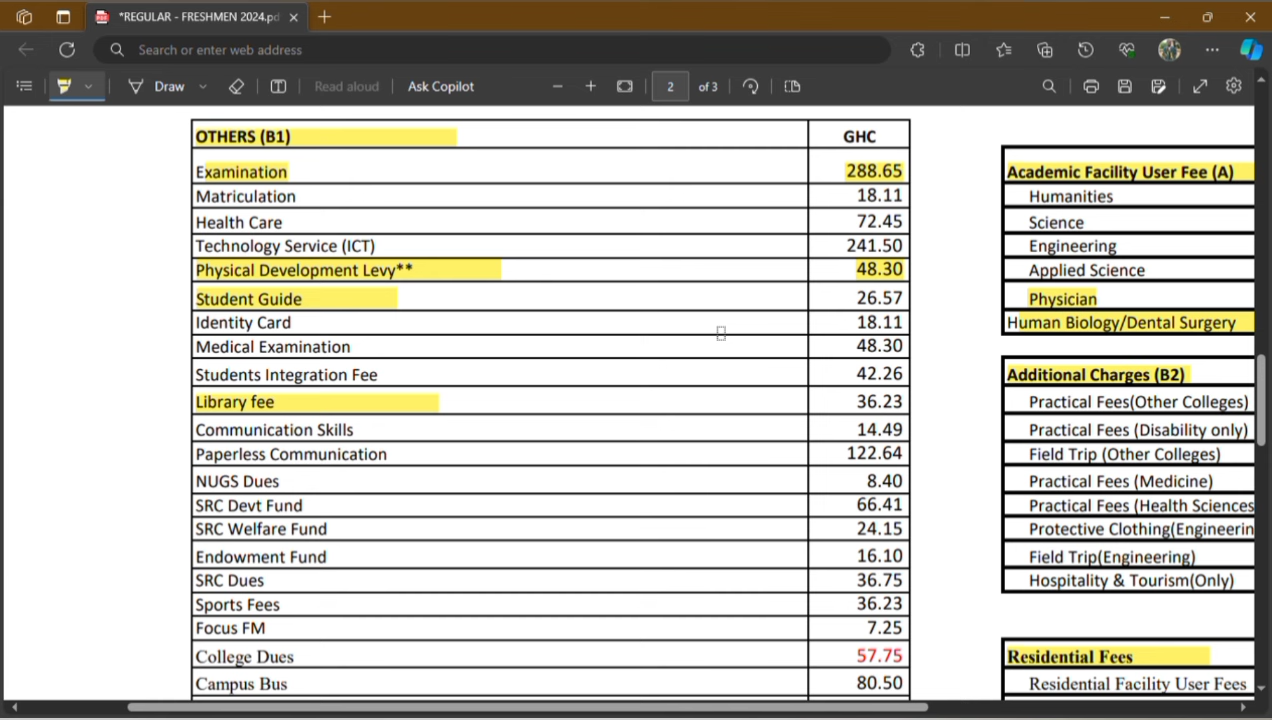 *REGULAR - FRESHMEN 2024.pd
Search or enter web address
Draw
Read aloud
Ask Copilot
2
of 3
OTHERS (B1) GHC
Examination 288.65
Matriculation 18.11
Health Care 72.45
Technology Service (ICT) 241.50
Physical Development Levy** 48.30
Student Guide 26.57
Identity Card 18.11
Medical Examination 48.30
Students Integration Fee 42.26
Library fee 36.23
Communication Skills 14.49
Paperless Communication 122.64
NUGS Dues 8.40
SRC Devt Fund 66.41
SRC Welfare Fund 24.15
Endowment Fund 16.10
SRC Dues 36.75
Sports Fees 36.23
Focus FM 7.25
College Dues 57.75
Campus Bus 80.50
Academic Facility User Fee (A)
Humanities
Science
Engineering
Applied Science
Physician
Human Biology/Dental Surgery
Additional Charges (B2)
Practical Fees(Other Colleges)
Practical Fees (Disability only)
Field Trip (Other Colleges)
Practical Fees (Medicine)
Practical Fees (Health Sciences
Protective Clothing(Engineerin
Field Trip(Engineering)
Hospitality & Tourism(Only)
Residential Fees
Residential Facility User Fees